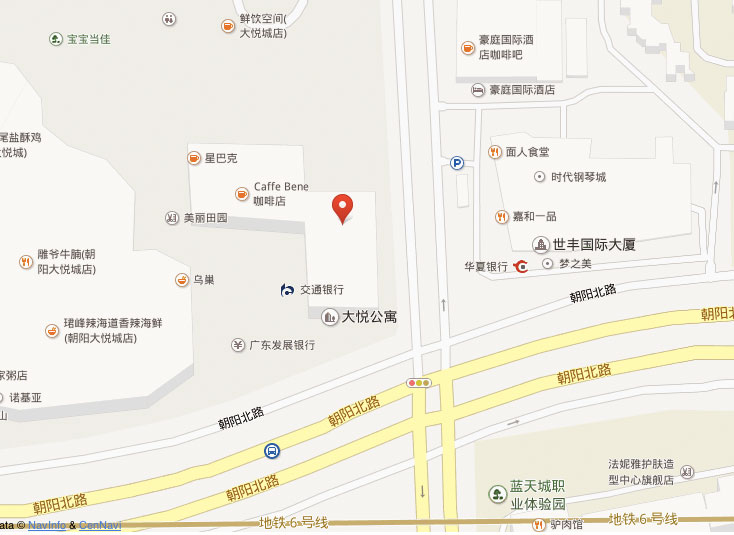 鲜饮空间(
大悦城店)
宝宝当佳
豪庭国际酒
店咖啡吧
豪庭国际酒店
尾盐酥鸡
悦城)
星巴克
P
面人食堂
时代钢琴城
Caffe Bene
咖啡店
美丽田园
嘉和一品
世丰国际大厦
雕爷牛腩(朝
阳大悦城店)
华夏银行
梦之美
乌巢
交通银行
朝阳北路
大悦公寓
朝阳北路
珺峰辣海道香辣海鲜
(朝阳大悦城店)
¥
广东发展银行
家粥店
朝阳北路
诺基亚
山
朝阳北路
朝阳北路
法妮雅护肤造
型中心旗舰店
蓝天城职
业体验园
朝阳北路
朝阳北路
地铁 6 号线
驴肉馆
地铁 6 号线
ata © NavInfo & CenNavi